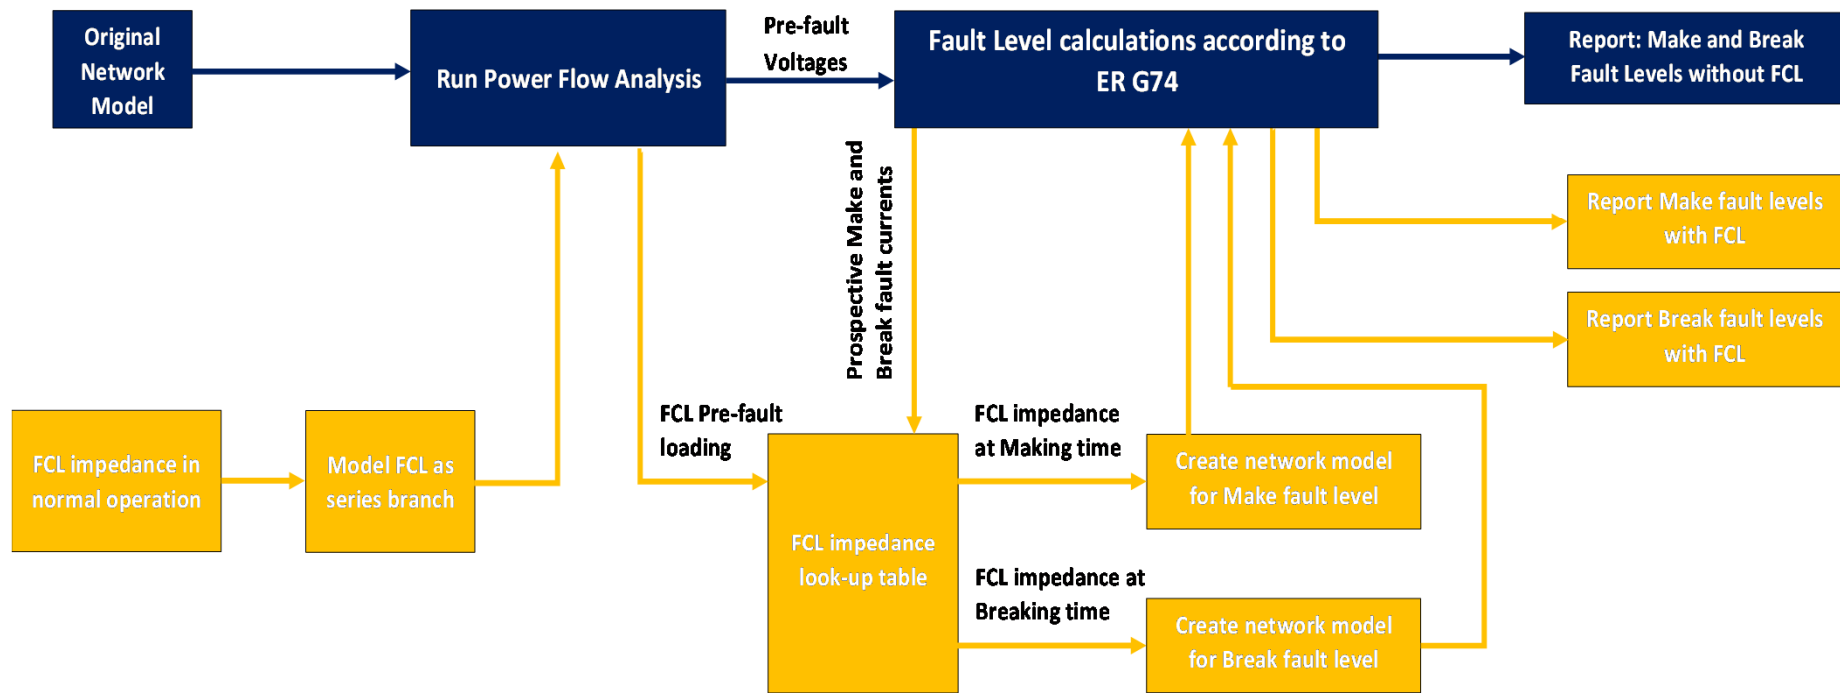 Original
Network
Model
Run Power Flow Analysis
Pre-fault
Voltages
Fault Level calculations according to
ER G74
Report: Make and Break
Fault Levels without FCL
Prospective Make and
Break fault currents
Report Make fault levels
with FCL
Report Break fault levels
with FCL
FCL impedance in
normal operation
Model FCL as
series branch
FCL Pre-fault
loading
FCL impedance
look-up table
FCL impedance
at Making time
Create network model
for Make fault level
FCL impedance at
Breaking time
Create network model
for Break fault level